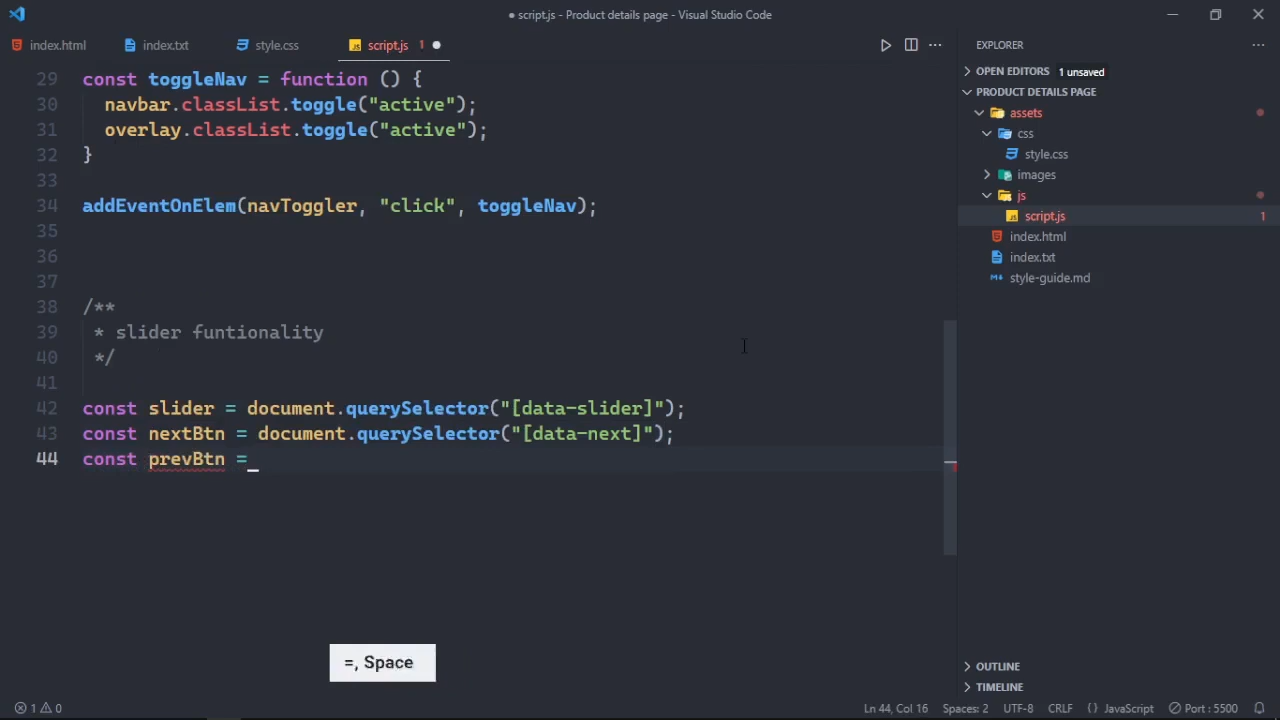 ● script.js - Product details page - Visual Studio Code
index.html
index.txt
style.css
script.js 1
29 const toggleNav = function () {
30 navbar.classList.toggle("active");
31 overlay.classList.toggle("active");
32 }
33
34 addEventOnElem(navToggler, "click", toggleNav);
35
36
37
38 /**
39 * slider funtionality
40 */
41
42 const slider = document.querySelector("[data-slider]");
43 const nextBtn = document.querySelector("[data-next]");
44 const prevBtn =
=, Space
EXPLORER
OPEN EDITORS 1 unsaved
PRODUCT DETAILS PAGE
assets
css
style.css
images
js
script.js 1
index.html
index.txt
style-guide.md
OUTLINE
TIMELINE
1 0
Ln 44, Col 16 Spaces: 2 UTF-8 CRLF {} JavaScript Port : 5500